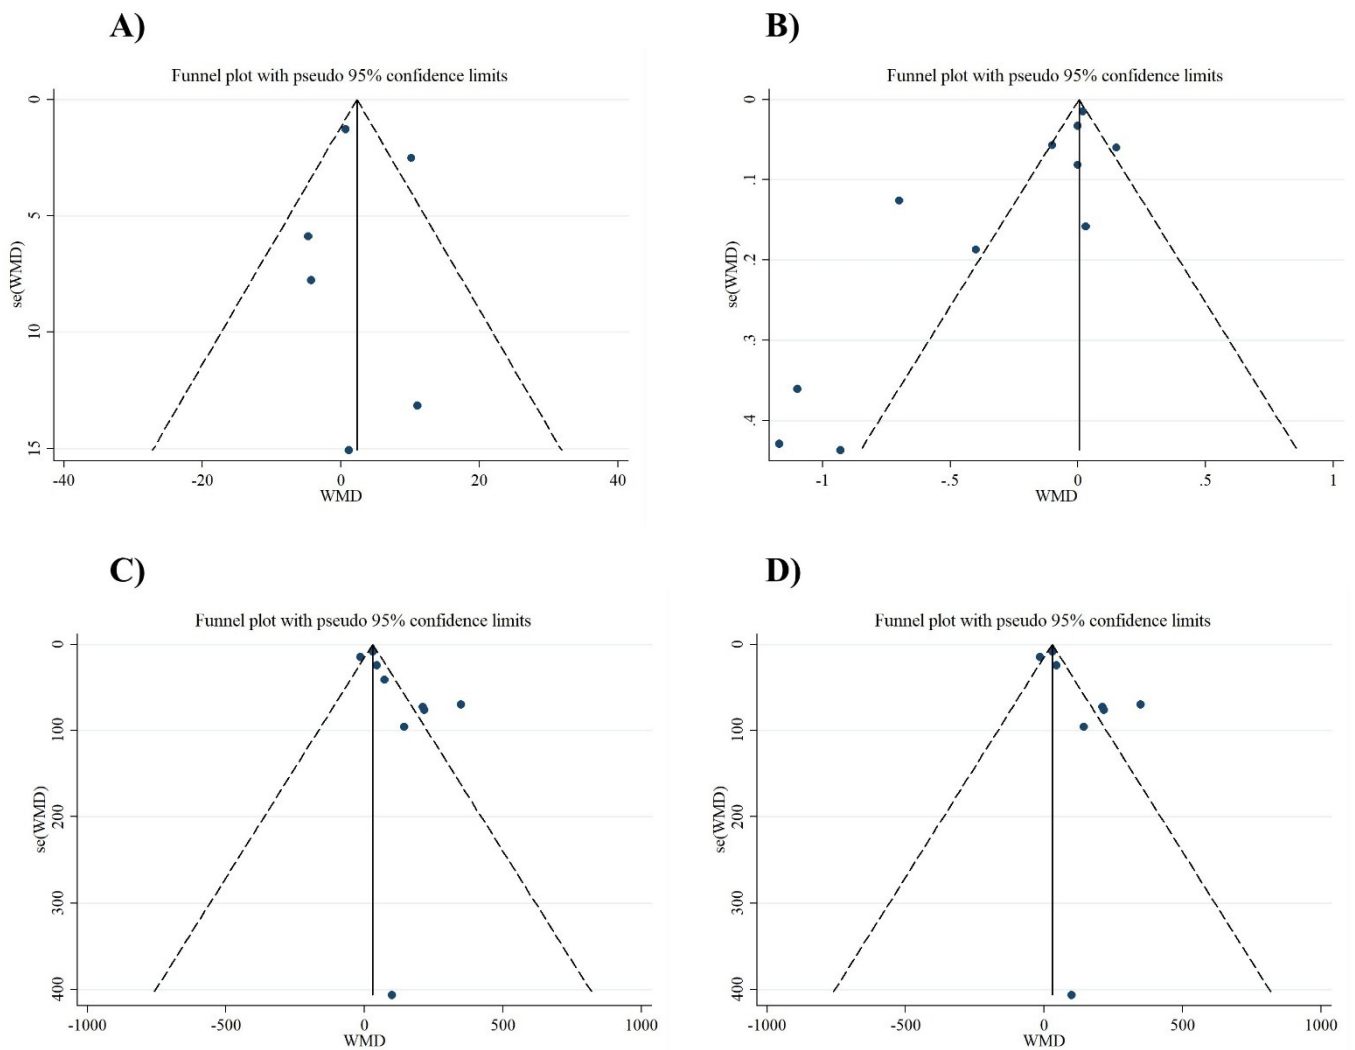 A)
Funnel plot with pseudo 95% confidence limits
0
5
10
15
se(WMD)
-40 -20 0 20 40
WMD
B)
Funnel plot with pseudo 95% confidence limits
0
.1
.2
.3
.4
se(WMD)
-1 -.5 0 .5 1
WMD
C)
Funnel plot with pseudo 95% confidence limits
0
100
200
300
400
se(WMD)
-1000 -500 0 500 1000
WMD
D)
Funnel plot with pseudo 95% confidence limits
0
100
200
300
400
se(WMD)
-1000 -500 0 500 1000
WMD